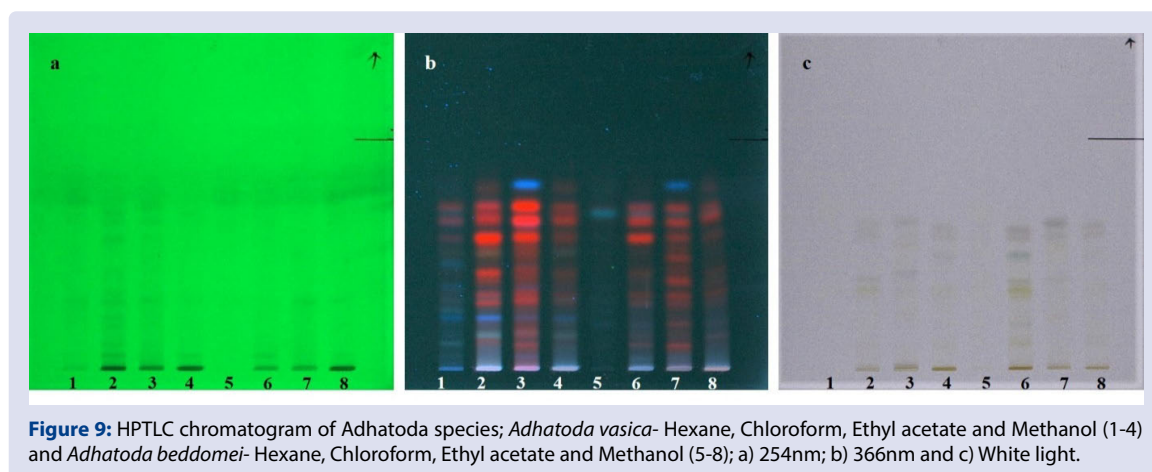 a
b
c
1 2 3 4 5 6 7 8
1 2 3 4 5 6 7 8
1 2 3 4 5 6 7 8
Figure 9: HPTLC chromatogram of Adhatoda species; Adhatoda vasica- Hexane, Chloroform, Ethyl acetate and Methanol (1-4)
and Adhatoda beddomei- Hexane, Chloroform, Ethyl acetate and Methanol (5-8); a) 254nm; b) 366nm and c) White light.